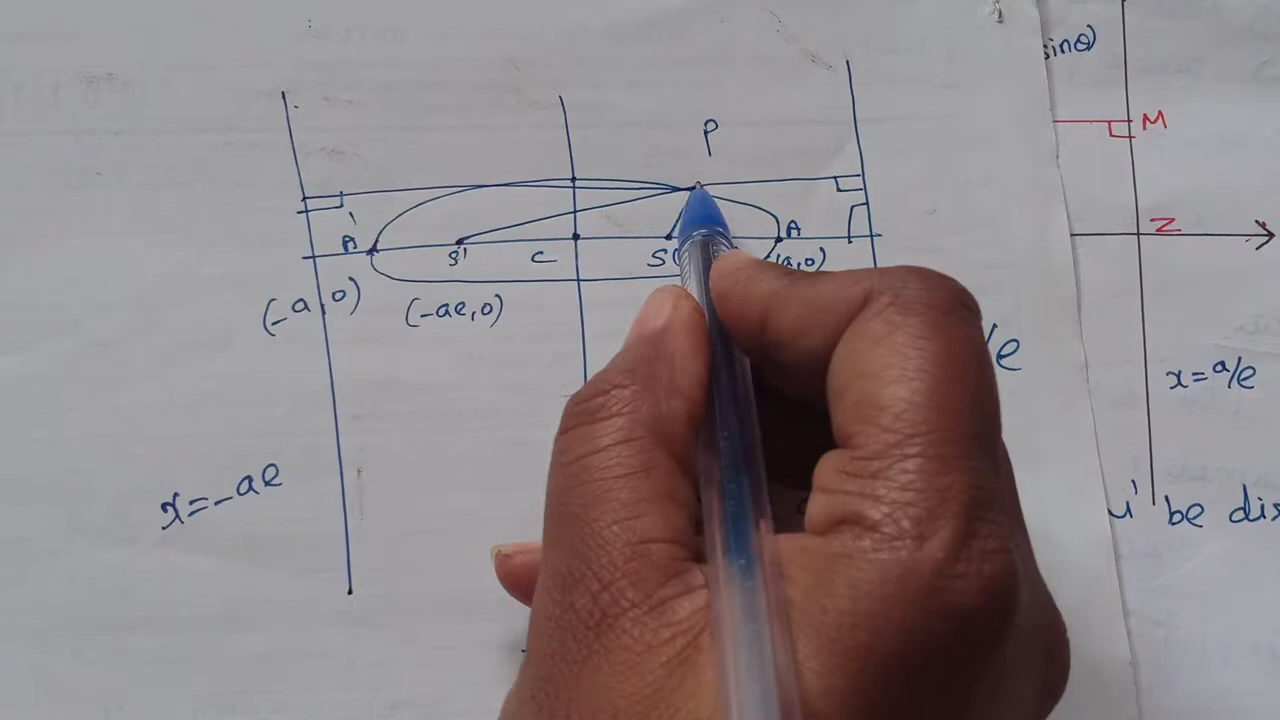 P
A'
S'
C
S(
A
(a,0)
(-a,0)
(-ae,0)
/e
x=-ae
sinθ)
M
Z
x=a/e
be dis